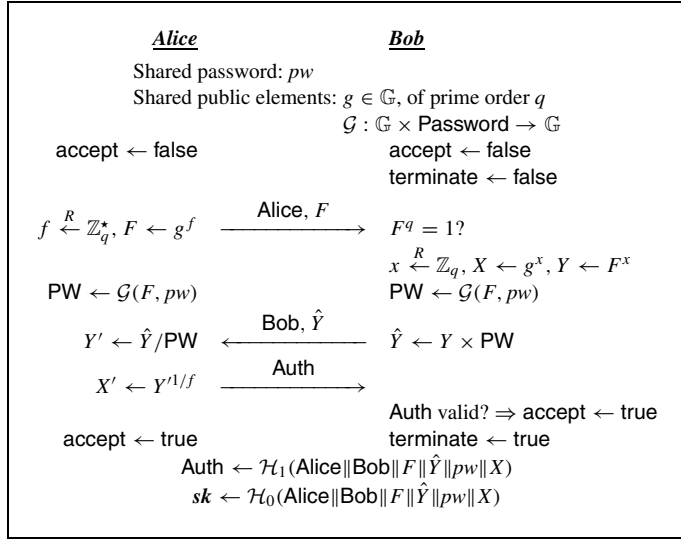 Alice Bob
Shared password: pw
Shared public elements: g ∈ 𝔾, of prime order q
𝒢 : 𝔾 × Password → 𝔾
accept ← false accept ← false
terminate ← false
Alice, F
f ←R ℤ⋆q, F ← g^f F^q = 1?
x ←R ℤq, X ← g^x, Y ← F^x
PW ← 𝒢(F, pw) PW ← 𝒢(F, pw)
Bob, Ŷ
Y′ ← Ŷ/PW Ŷ ← Y × PW
Auth
X′ ← Y′^1/f
Auth valid? ⇒ accept ← true
accept ← true terminate ← true
Auth ← ℋ1(Alice‖Bob‖F‖Ŷ‖pw‖X)
sk ← ℋ0(Alice‖Bob‖F‖Ŷ‖pw‖X)